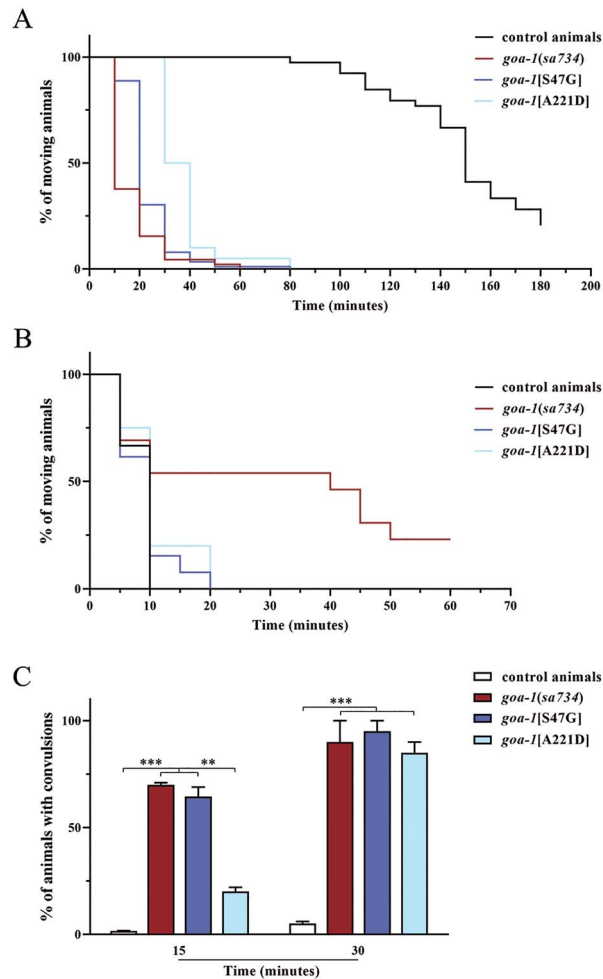 A
control animals
goa-1(sa734)
goa-1[S47G]
goa-1[A221D]
% of moving animals
100
50
0
0 20 40 60 80 100 120 140 160 180 200
Time (minutes)
B
control animals
goa-1(sa734)
goa-1[S47G]
goa-1[A221D]
% of moving animals
100
50
0
0 10 20 30 40 50 60 70
Time (minutes)
C
control animals
goa-1(sa734)
goa-1[S47G]
goa-1[A221D]
% of animals with convulsions
100
50
0
*** **
***
15 30
Time (minutes)